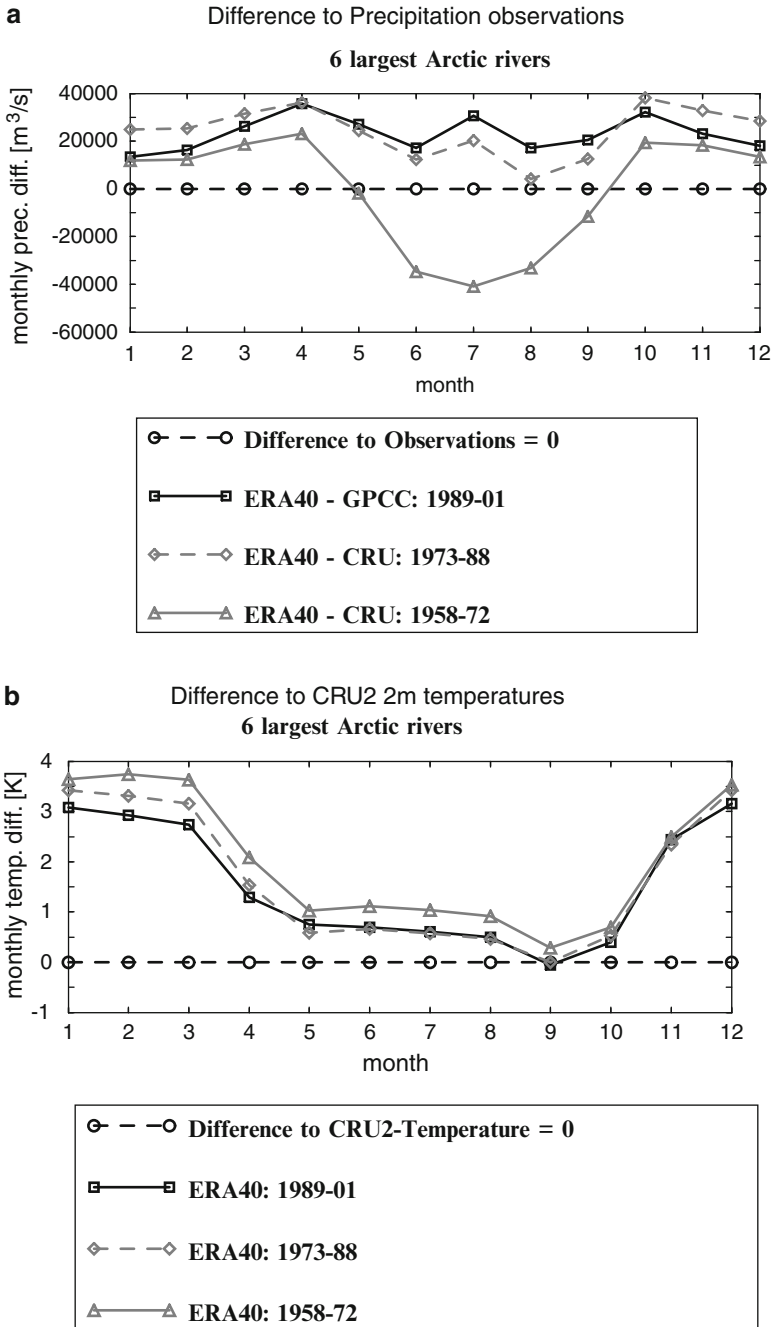 a
Difference to Precipitation observations
6 largest Arctic rivers
monthly prec. diff. [m³/s]
40000
20000
0
-20000
-40000
-60000
1 2 3 4 5 6 7 8 9 10 11 12
month
Difference to Observations = 0
ERA40 - GPCC: 1989-01
ERA40 - CRU: 1973-88
ERA40 - CRU: 1958-72
b
Difference to CRU2 2m temperatures
6 largest Arctic rivers
monthly temp. diff. [K]
4
3
2
1
0
-1
1 2 3 4 5 6 7 8 9 10 11 12
month
Difference to CRU2-Temperature = 0
ERA40: 1989-01
ERA40: 1973-88
ERA40: 1958-72